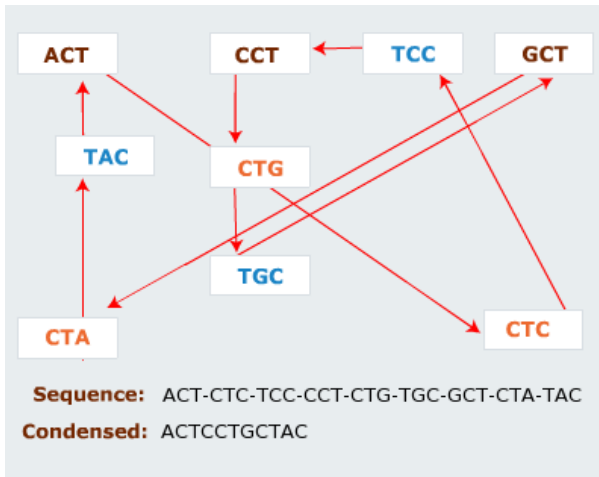 ACT CCT TCC GCT
TAC CTG
TGC
CTA CTC
Sequence: ACT-CTC-TCC-CCT-CTG-TGC-GCT-CTA-TAC
Condensed: ACTCCTGCTAC